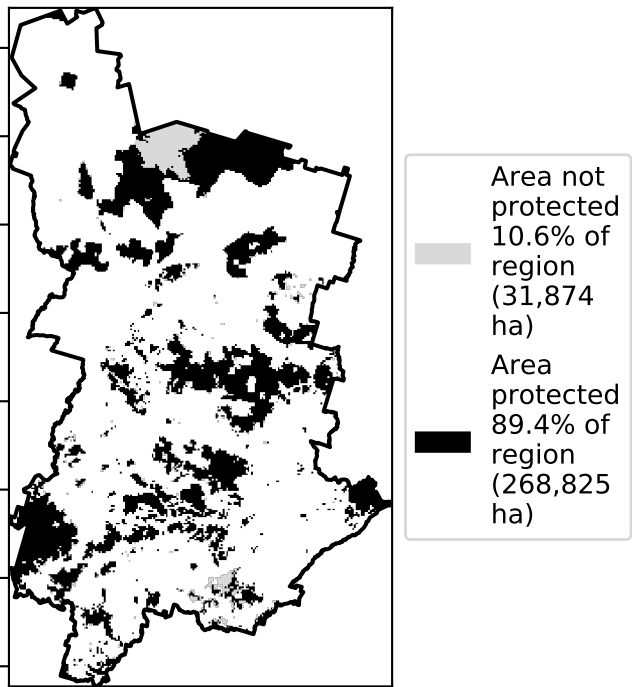 Area not
protected
10.6% of
region
(31,874
ha)
Area
protected
89.4% of
region
(268,825
ha)